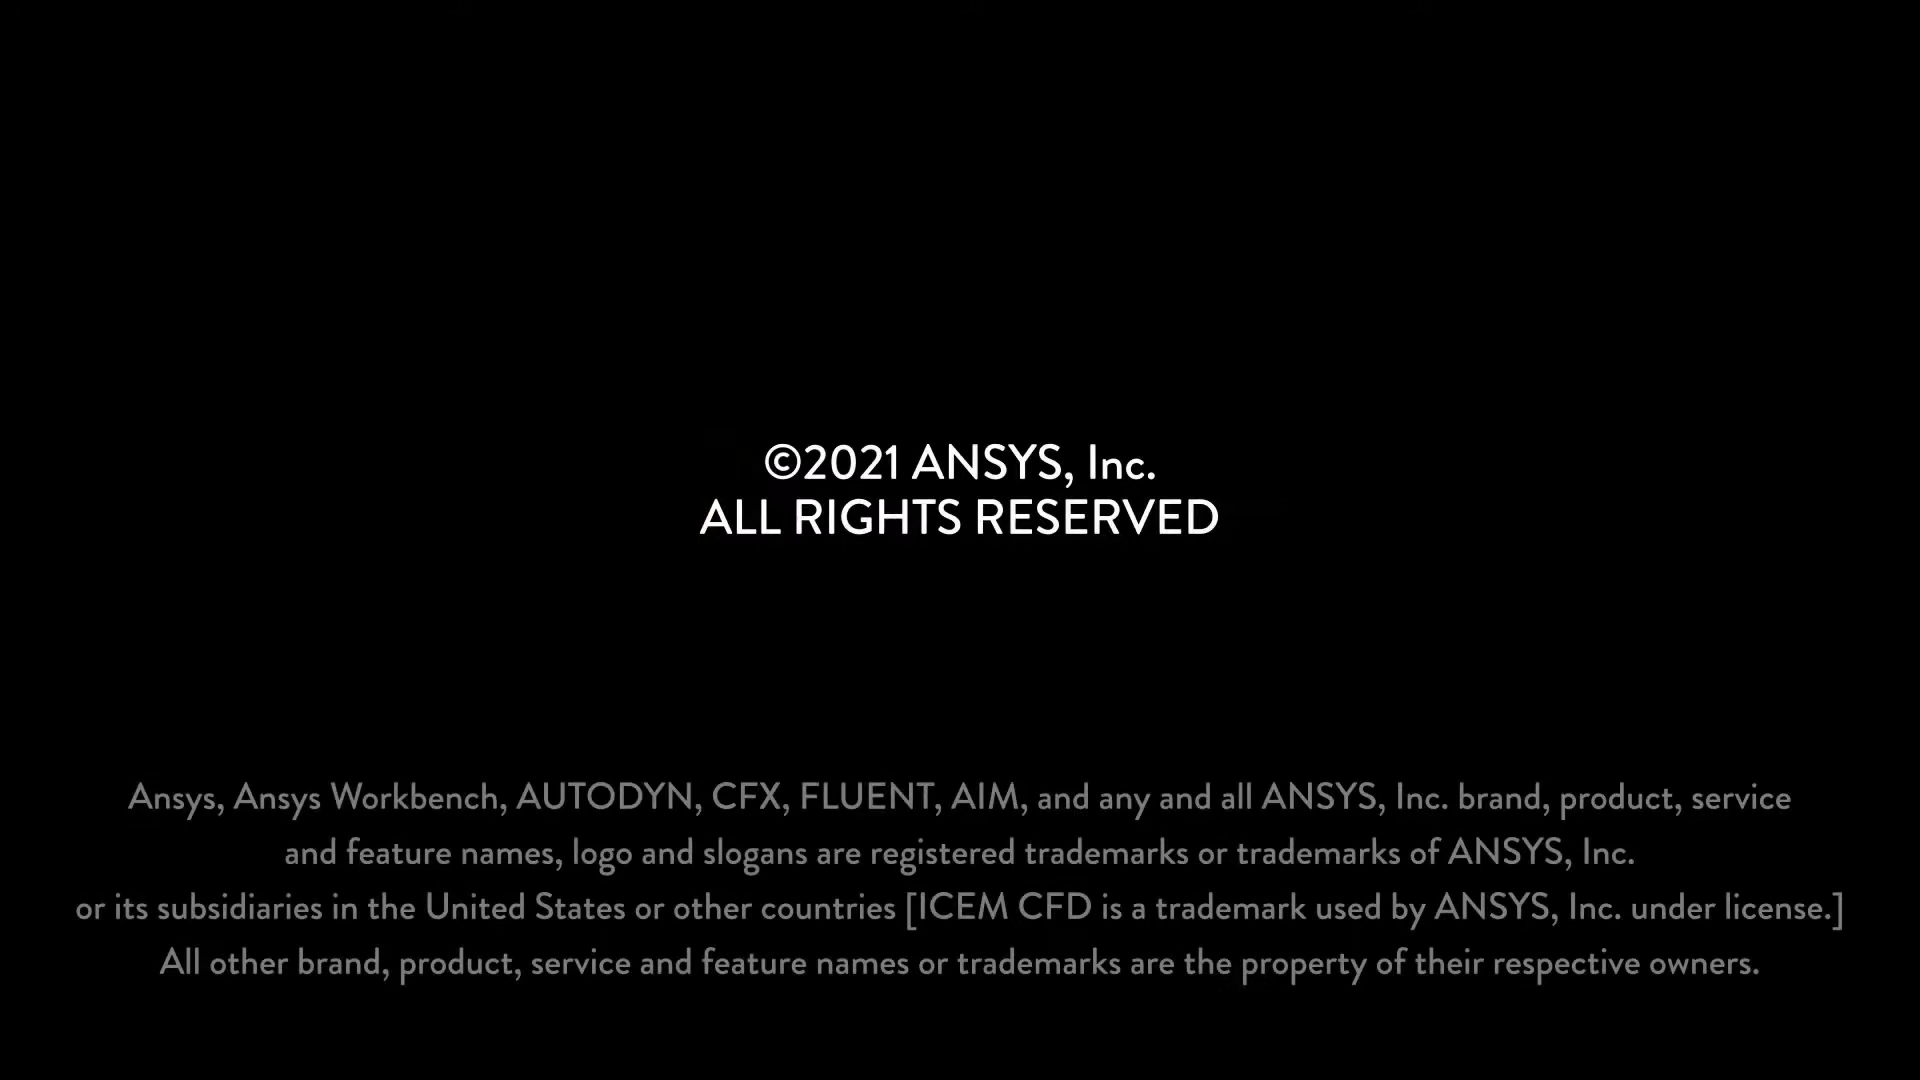 ©2021 ANSYS, Inc.
ALL RIGHTS RESERVED
Ansys, Ansys Workbench, AUTODYN, CFX, FLUENT, AIM, and any and all ANSYS, Inc. brand, product, service
and feature names, logo and slogans are registered trademarks or trademarks of ANSYS, Inc.
or its subsidiaries in the United States or other countries [ICEM CFD is a trademark used by ANSYS, Inc. under license.]
All other brand, product, service and feature names or trademarks are the property of their respective owners.